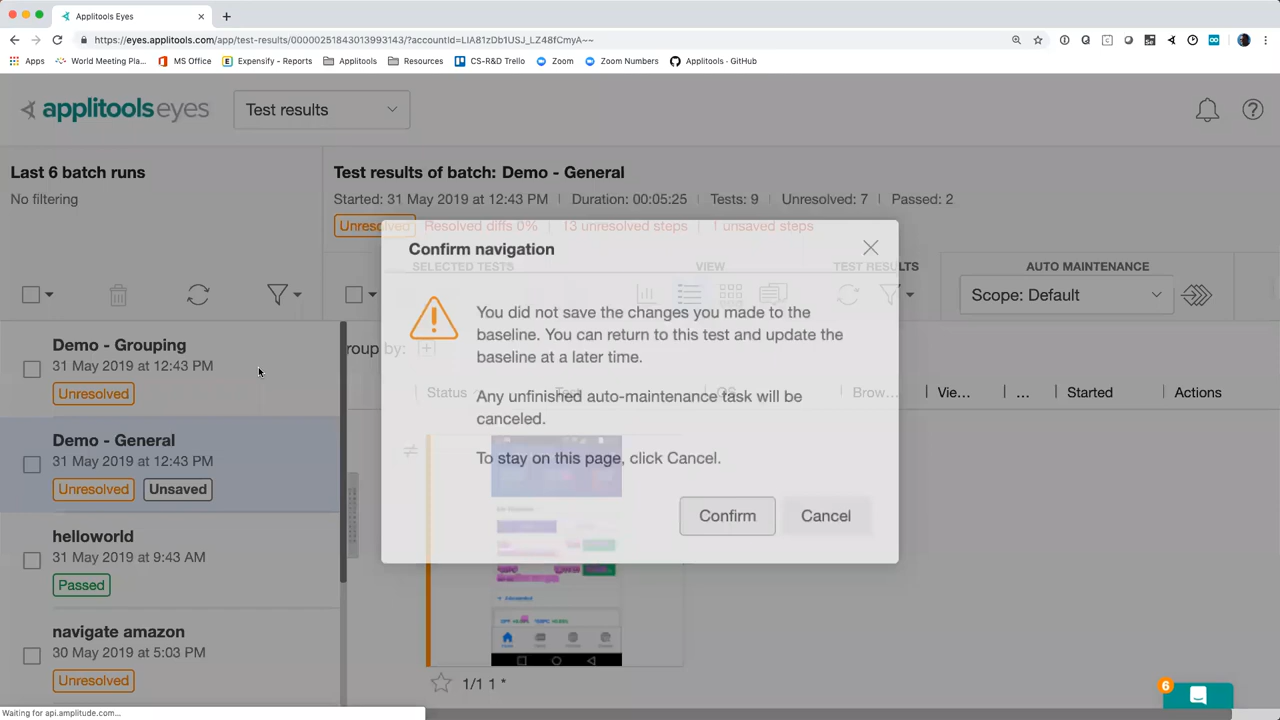 Applitools Eyes
https://eyes.applitools.com/app/test-results/00000251843013993143/?accountId=LIA81zDb1USJ_LZ48fCmyA~~
Apps
World Meeting Pla...
MS Office
Expensify - Reports
Applitools
Resources
CS-R&D Trello
Zoom
Zoom Numbers
Applitools · GitHub
applitools eyes
Test results
Last 6 batch runs
No filtering
Test results of batch: Demo - General
Started: 31 May 2019 at 12:43 PM | Duration: 00:05:25 | Tests: 9 | Unresolved: 7 | Passed: 2
Unresolved Resolved diffs 0% 13 unresolved steps 1 unsaved steps
SELECTED TESTS
VIEW
TEST RESULTS
AUTO MAINTENANCE
Scope: Default
Confirm navigation
You did not save the changes you made to the
baseline. You can return to this test and update the
baseline at a later time.
Any unfinished auto-maintenance task will be
canceled.
To stay on this page, click Cancel.
Confirm
Cancel
roup by:
Status
Test
OS
Brow...
Vie...
...
Started
Actions
Demo - Grouping
31 May 2019 at 12:43 PM
Unresolved
Demo - General
31 May 2019 at 12:43 PM
Unresolved
Unsaved
helloworld
31 May 2019 at 9:43 AM
Passed
navigate amazon
30 May 2019 at 5:03 PM
Unresolved
1/1 1 *
6
Waiting for api.amplitude.com...